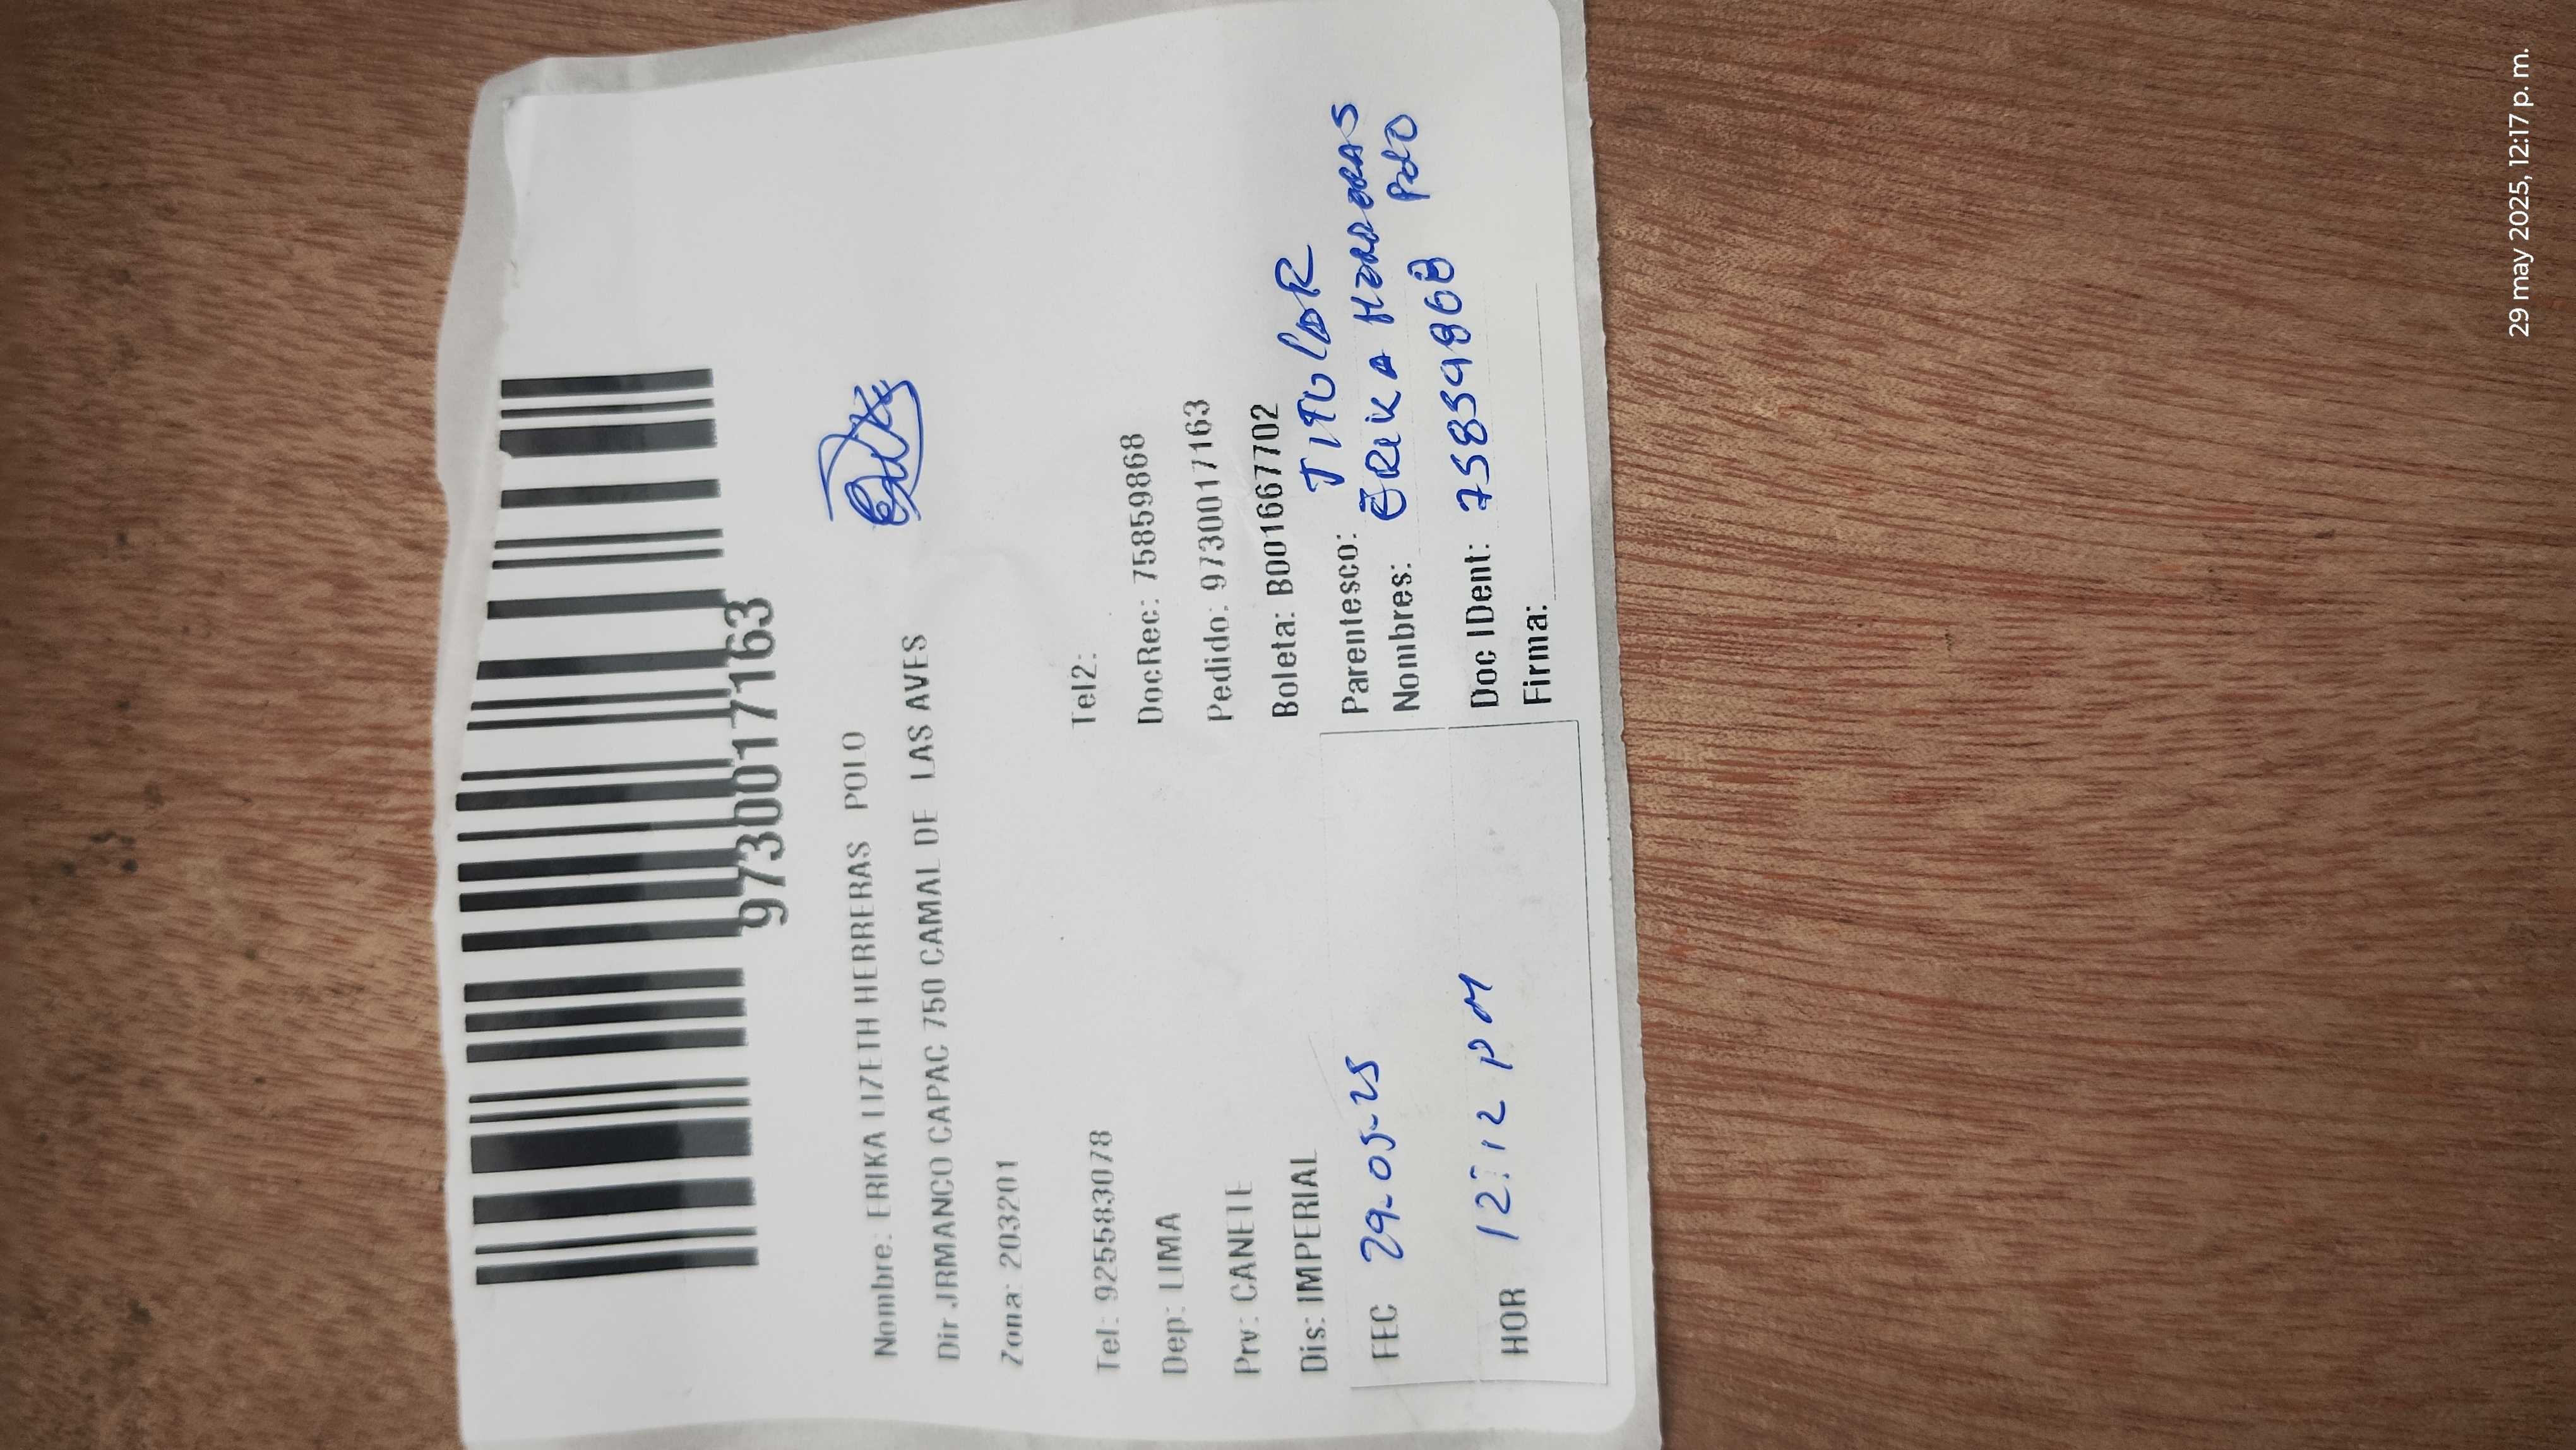 9730017163
Nombre: ERIKA LIZETH HERRERAS POLO
Dir JRMANCO CAPAC 750 CAMAL DE LAS AVES
Zona: 203201
Tel: 925583078 Tel2:
Dep: LIMA DocRec: 75859868
Prv: CANETE Pedido: 9730017163
Dis: IMPERIAL Boleta: B001667702
FEC 29-05-25
HOR 12:12 PM
Parentesco: TITULAR
Nombres: ERIKA HERRERAS
POLO
Doc IDent: 75859868
Firma:
29 may 2025, 12:17 p. m.